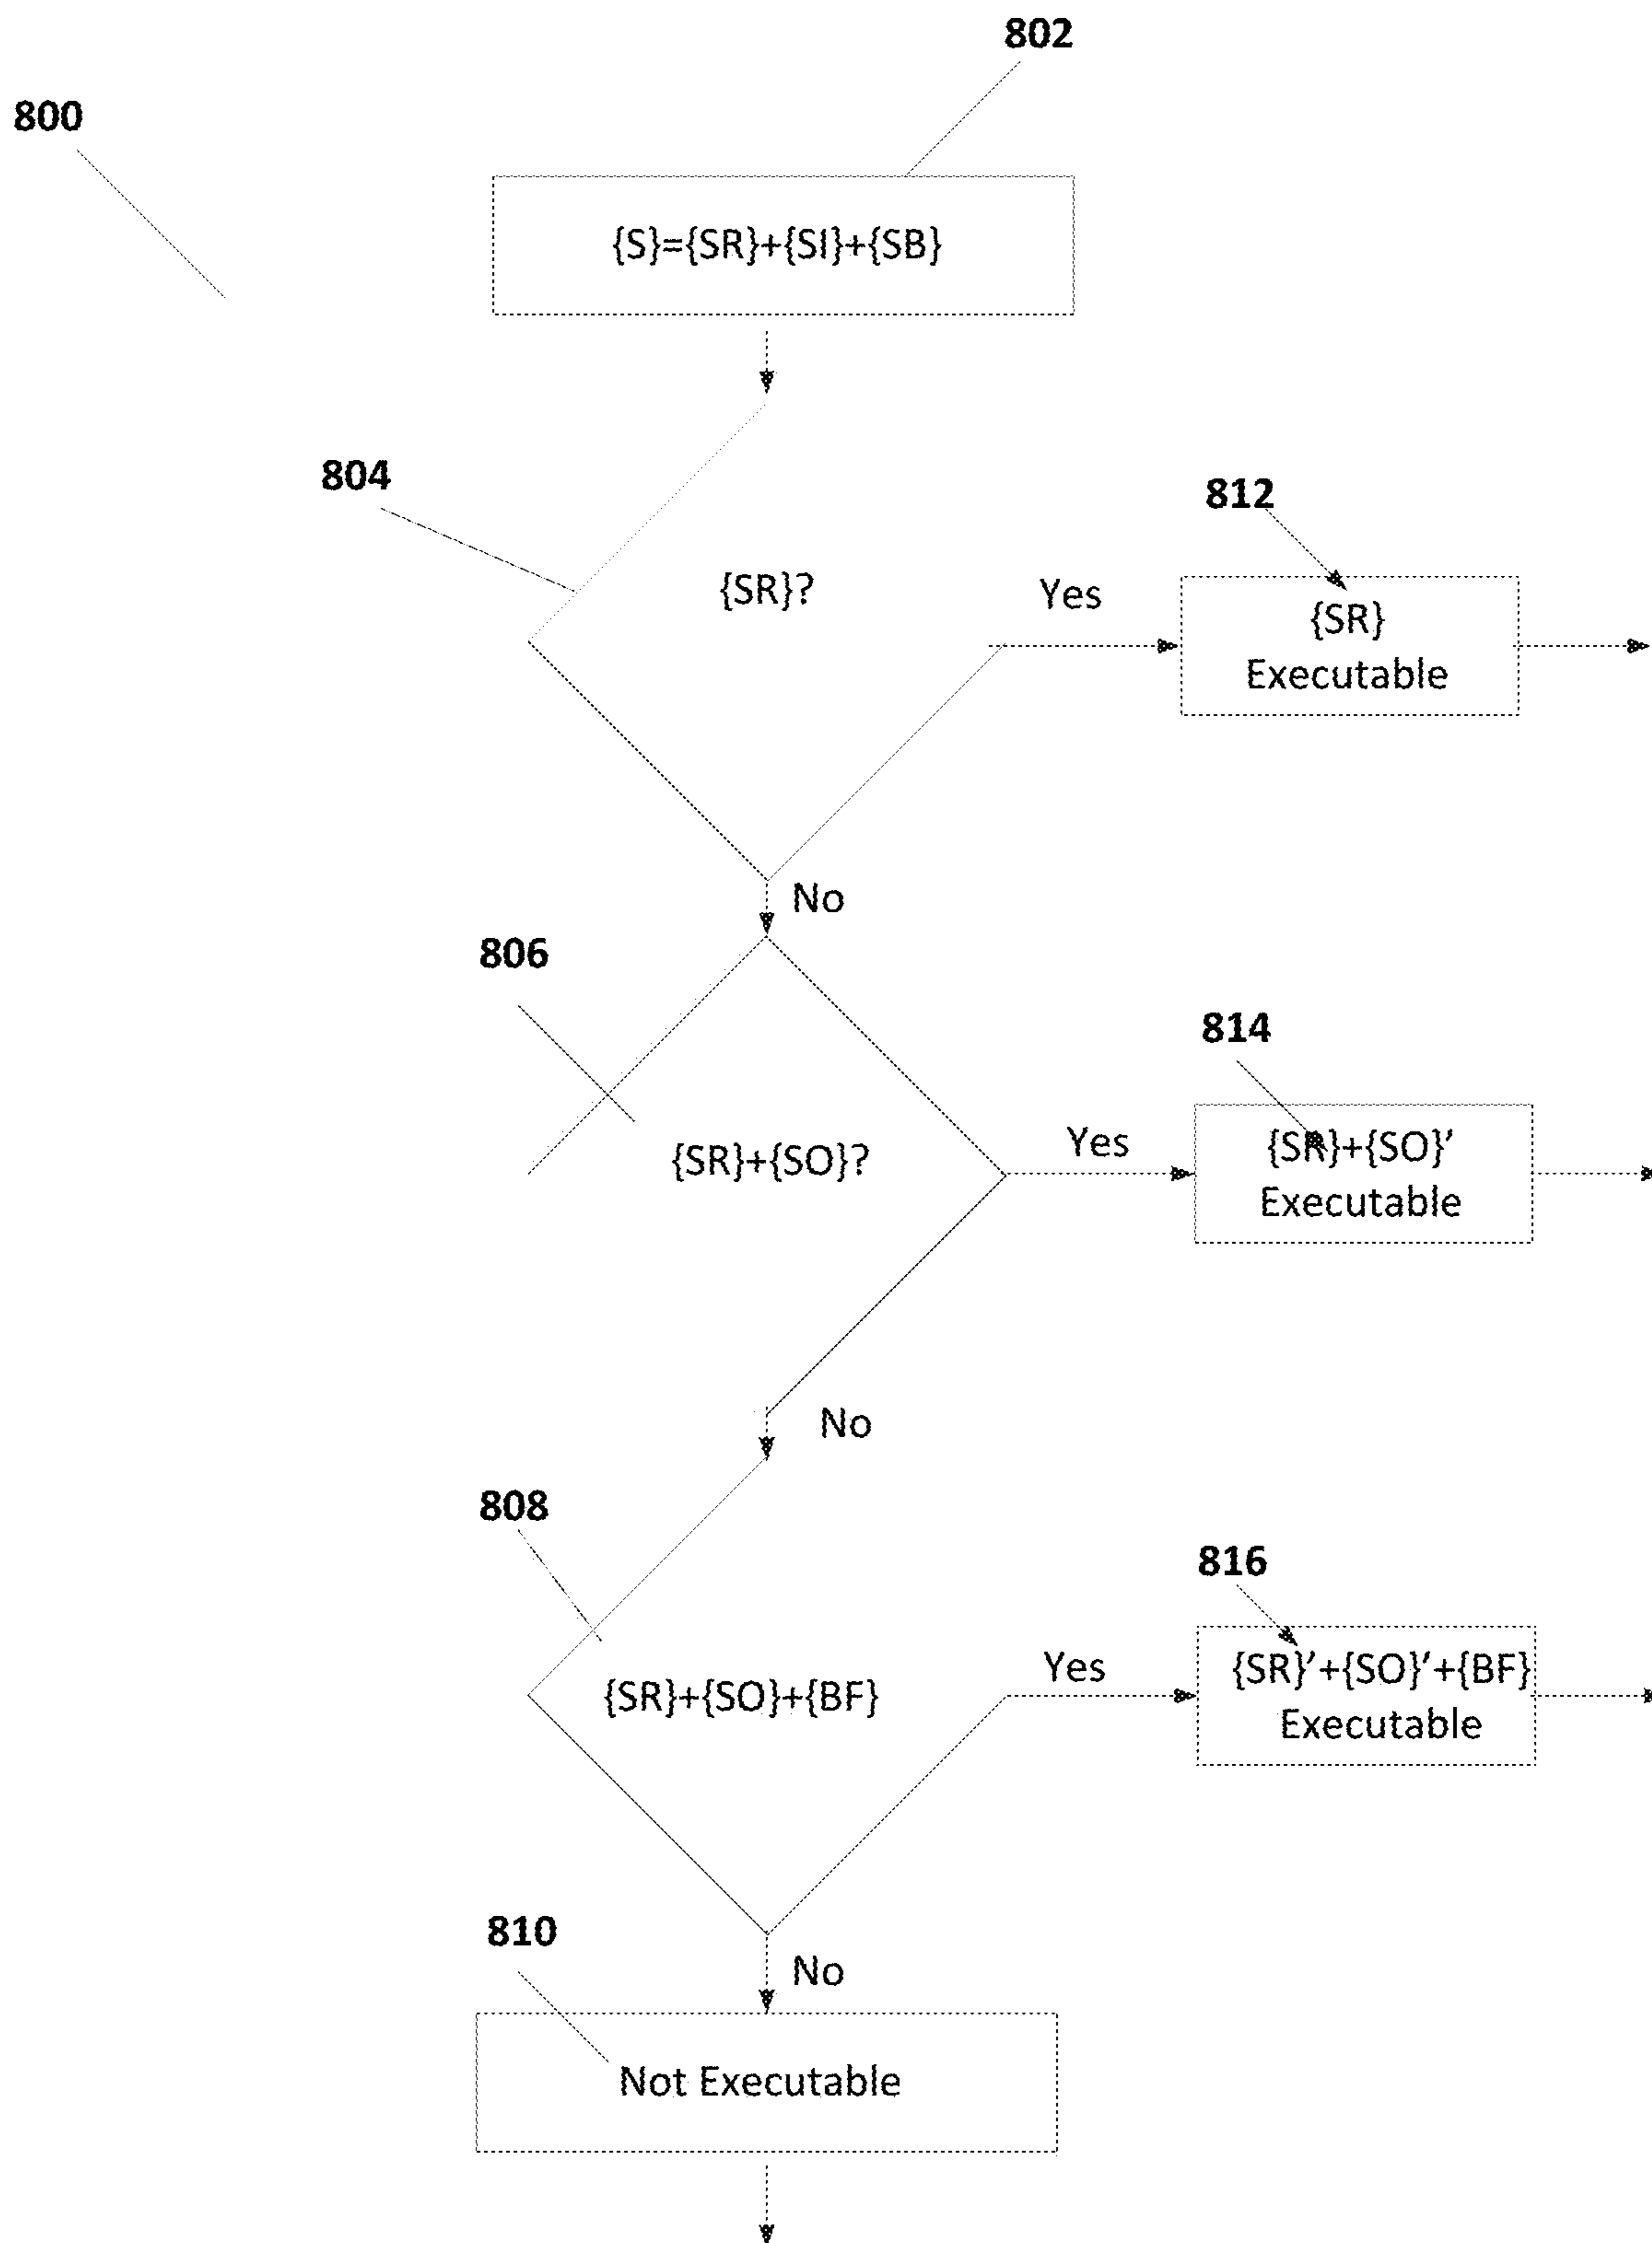 802
800
{S}={SR}+{SI}+{SB}
804
812
{SR}?
Yes
{SR}
Executable
No
806
814
{SR}+{SO}?
Yes
{SR}+{SO}’
Executable
No
808
816
{SR}+{SO}+{BF}
Yes
{SR}’+{SO}’+{BF}
Executable
810
No
Not Executable